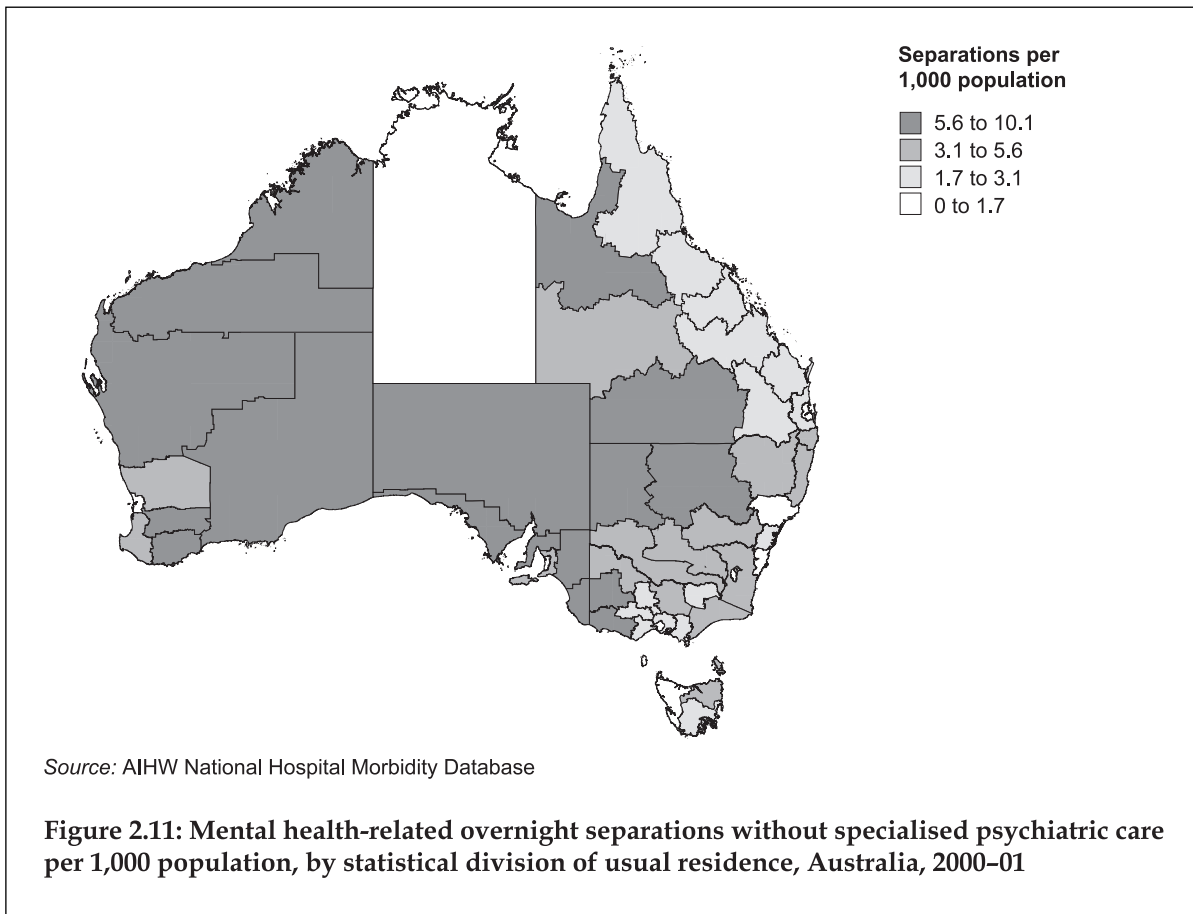 Separations per
1,000 population
5.6 to 10.1
3.1 to 5.6
1.7 to 3.1
0 to 1.7
Source: AIHW National Hospital Morbidity Database
Figure 2.11: Mental health-related overnight separations without specialised psychiatric care
per 1,000 population, by statistical division of usual residence, Australia, 2000–01